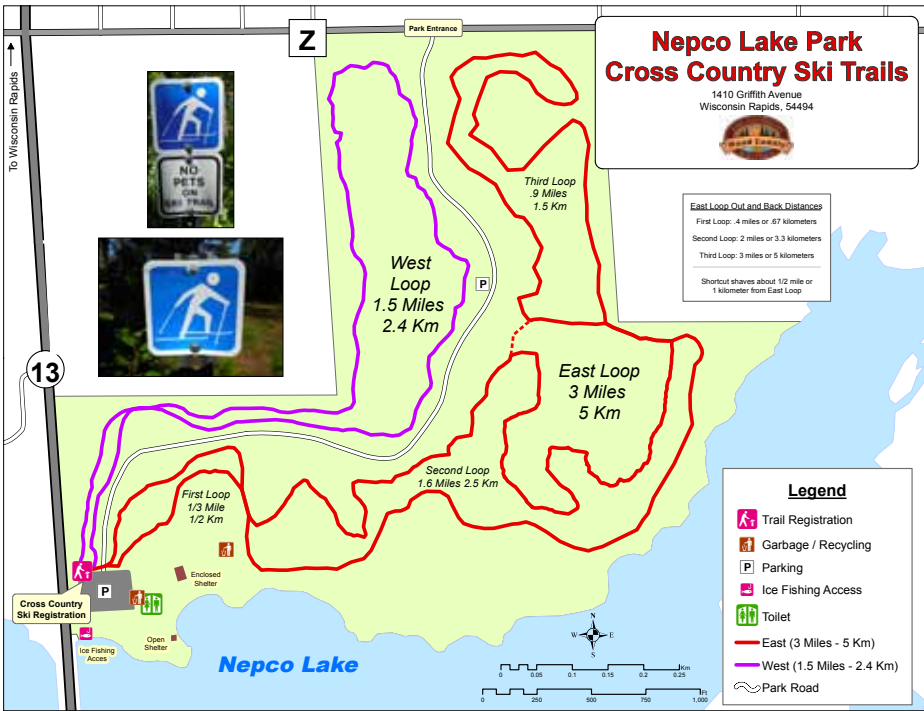 Nepco Lake Park
Cross Country Ski Trails
1410 Griffith Avenue
Wisconsin Rapids, 54494
Wood County
Park Entrance
Z
To Wisconsin Rapids
NO
PETS
ON
SKI TRAIL
13
West
Loop
1.5 Miles
2.4 Km
P
Third Loop
.9 Miles
1.5 Km
East Loop Out and Back Distances
First Loop: .4 miles or .67 kilometers
Second Loop: 2 miles or 3.3 kilometers
Third Loop: 3 miles or 5 kilometers
Shortcut shaves about 1/2 mile or
1 kilometer from East Loop
East Loop
3 Miles
5 Km
Second Loop
1.6 Miles 2.5 Km
First Loop
1/3 Mile
1/2 Km
Enclosed
Shelter
P
Cross Country
Ski Registration
Ice Fishing
Acces
Open
Shelter
Nepco Lake
N
W E
S
Km
0 0.05 0.1 0.15 0.2 0.25
Ft
0 250 500 750 1,000
Legend
Trail Registration
Garbage / Recycling
P Parking
Ice Fishing Access
Toilet
East (3 Miles - 5 Km)
West (1.5 Miles - 2.4 Km)
Park Road